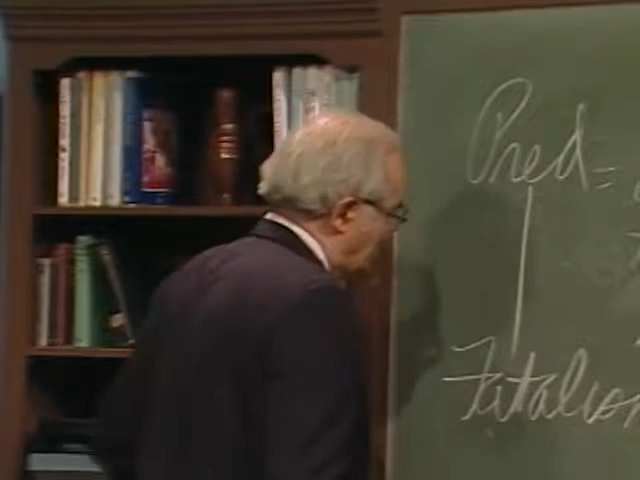 Pred =
Fatalis